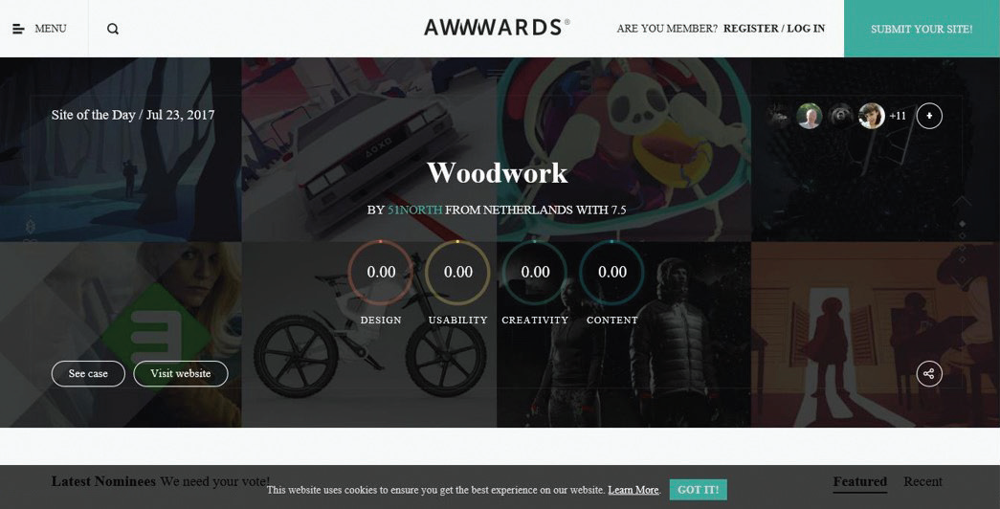 MENU
AWWWARDS®
ARE YOU MEMBER? REGISTER / LOG IN
SUBMIT YOUR SITE!
Site of the Day / Jul 23, 2017
+11
+
AOXO
Woodwork
BY 51NORTH FROM NETHERLANDS WITH 7.5
0.00 0.00 0.00 0.00
DESIGN USABILITY CREATIVITY CONTENT
See case Visit website
Latest Nominees We need your vote!
Featured Recent
This website uses cookies to ensure you get the best experience on our website. Learn More. GOT IT!